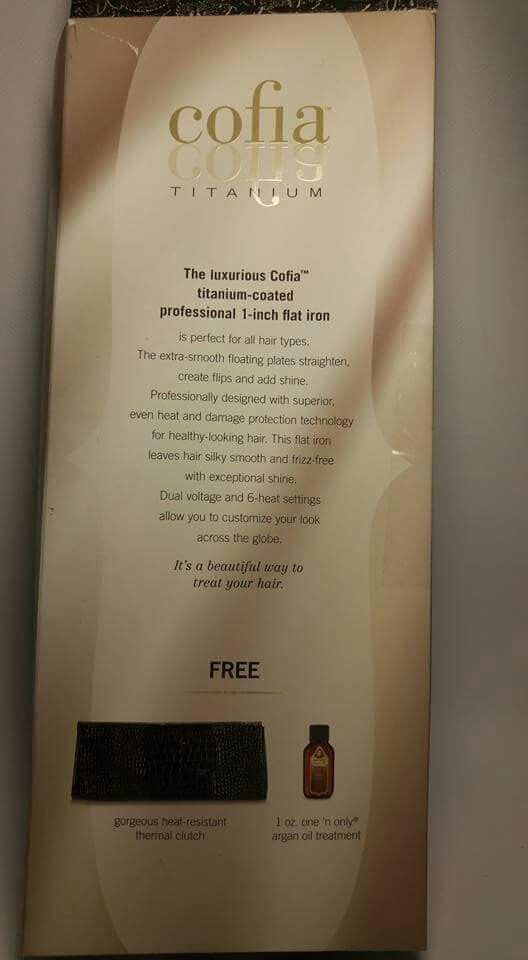 cofia™
TITANIUM
The luxurious Cofia™
titanium-coated
professional 1-inch flat iron
is perfect for all hair types.
The extra-smooth floating plates straighten,
create flips and add shine.
Professionally designed with superior,
even heat and damage protection technology
for healthy-looking hair. This flat iron
leaves hair silky smooth and frizz-free
with exceptional shine.
Dual voltage and 6-heat settings
allow you to customize your look
across the globe.
It's a beautiful way to
treat your hair.
FREE
gorgeous heat-resistant
thermal clutch
1 oz. one 'n only®
argan oil treatment